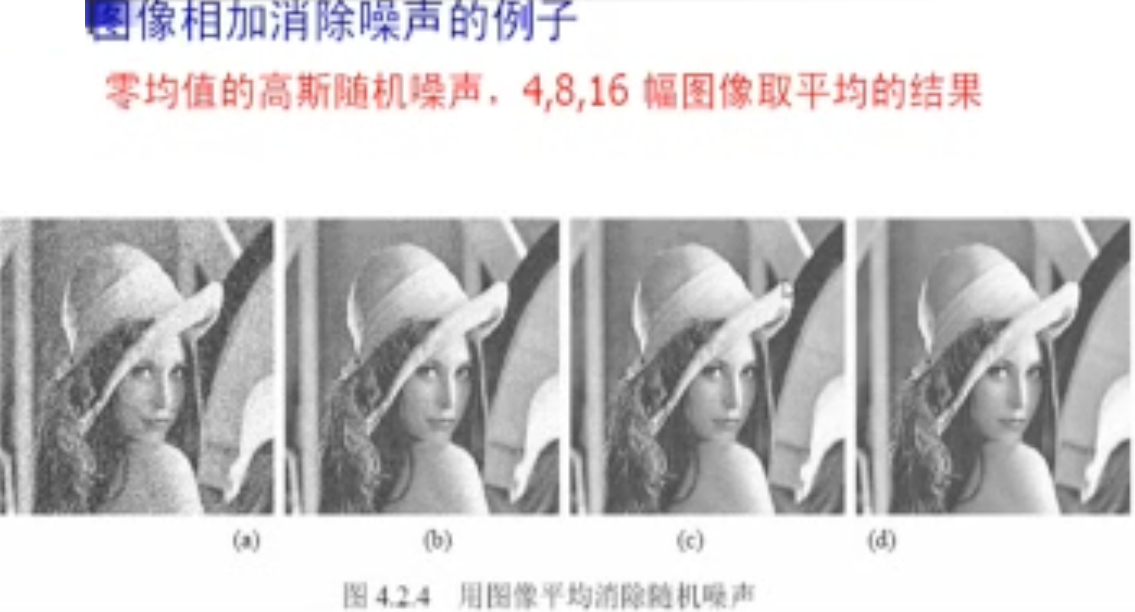 图像相加消除噪声的例子
零均值的高斯随机噪声，4,8,16 幅图像取平均的结果
(a) (b) (c) (d)
图 4.2.4 用图像平均消除随机噪声